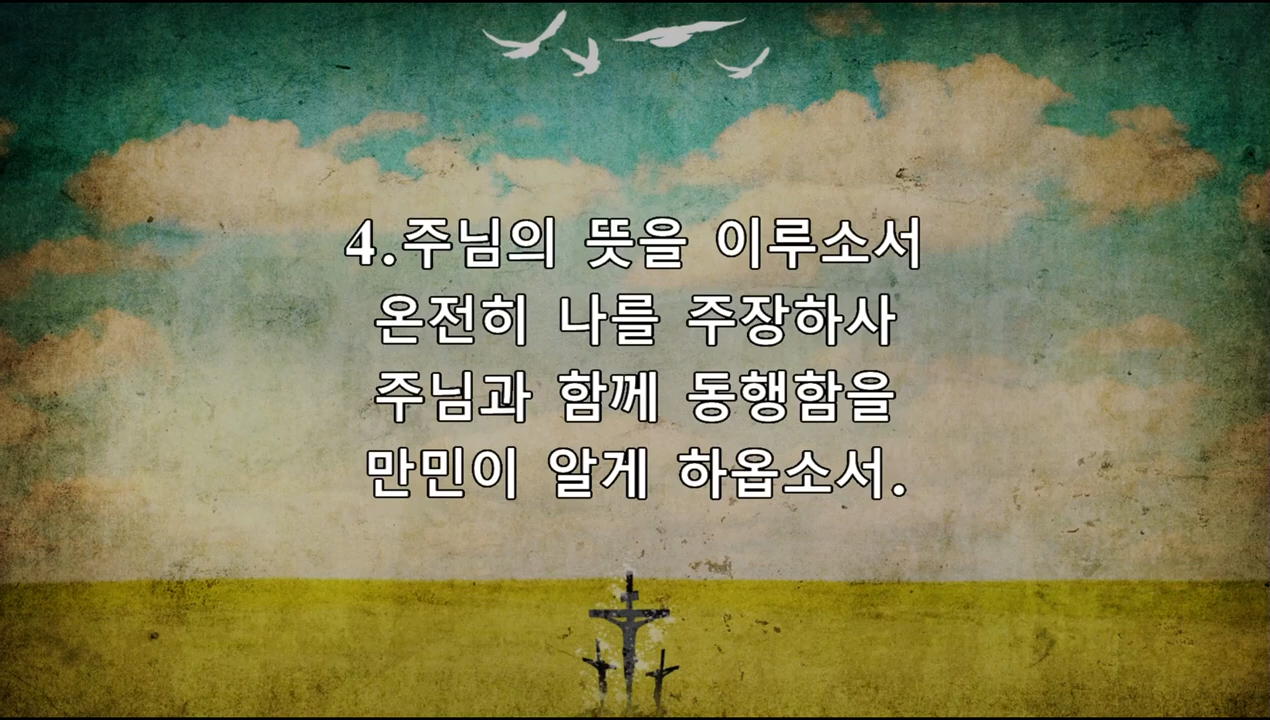 4.주님의 뜻을 이루소서
온전히 나를 주장하사
주님과 함께 동행함을
만민이 알게 하옵소서.